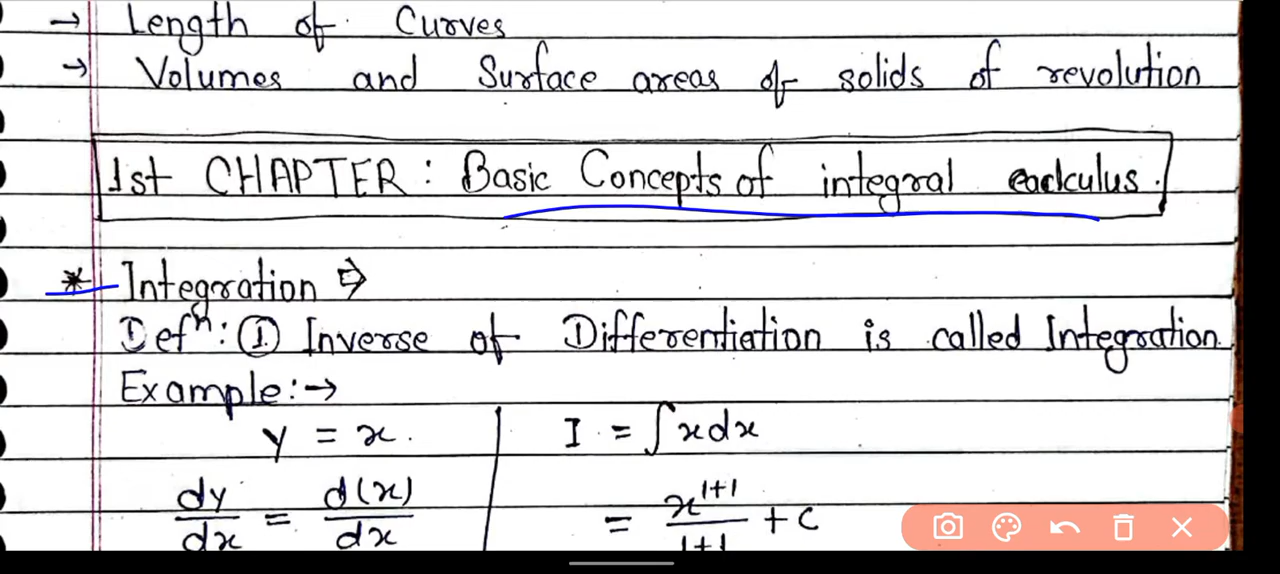 → Length of Curves
→ Volumes and Surface areas of solids of revolution
1st CHAPTER : Basic Concepts of integral calculus.
* Integration ⇒
Defⁿ: ① Inverse of Differentiation is called Integration.
Example:→
y = x.
I = ∫xdx
dy/dx = d(x)/dx
= x^(1+1)/(1+1) + c